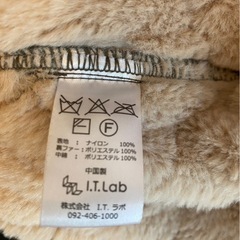 F
表地 : ナイロン 100%
裏ファー : ポリエステル 100%
中綿 : ポリエステル 100%
中国製
I.T.Lab
株式会社 I.T.ラボ
092-406-1000